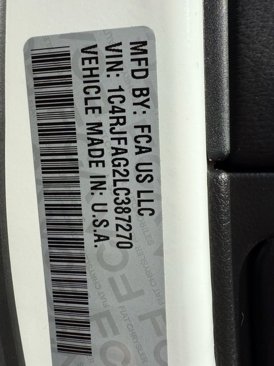 MFD BY: FCA US LLC
VIN: 1C4RJFAG2LC387270
VEHICLE MADE IN: U.S.A.